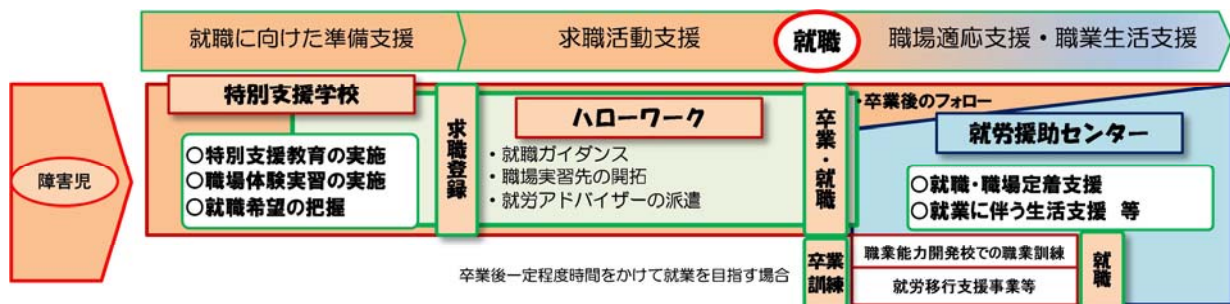 就職に向けた準備支援
求職活動支援
就職
職場適応支援・職業生活支援
障害児
特別支援学校
○特別支援教育の実施
○職場体験実習の実施
○就職希望の把握
求職登録
ハローワーク
・就職ガイダンス
・職場実習先の開拓
・就労アドバイザーの派遣
卒業・就職
・卒業後のフォロー
就労援助センター
○就職・職場定着支援
○就業に伴う生活支援 等
卒業後一定程度時間をかけて就業を目指す場合
卒業
訓練
職業能力開発校での職業訓練
就労移行支援事業等
就職